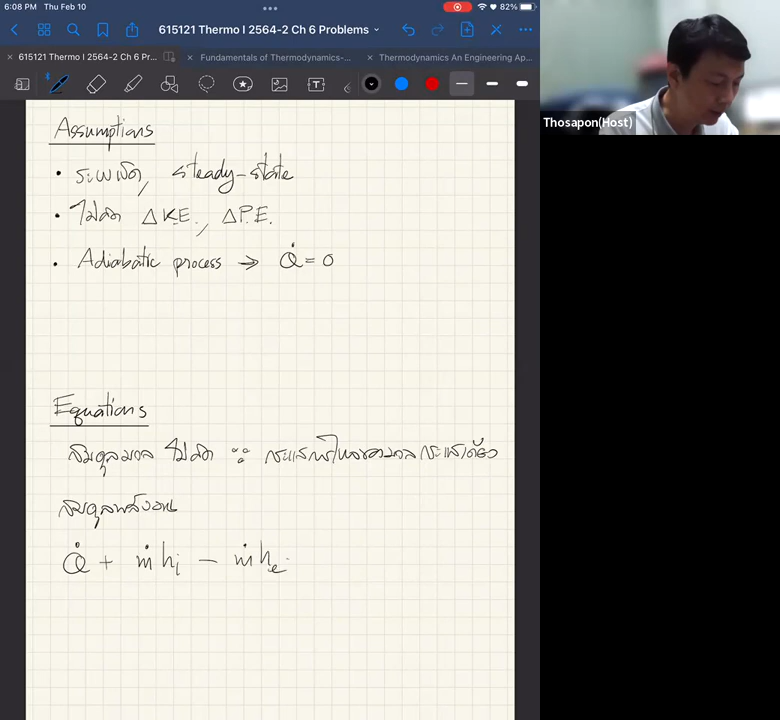 6:08 PM Thu Feb 10
82%
615121 Thermo I 2564-2 Ch 6 Problems
615121 Thermo I 2564-2 Ch 6 Pr...
Fundamentals of Thermodynamics-...
Thermodynamics An Engineering Ap...
Thosapon(Host)
Assumptions
• ระบบเปิด, steady-state
• ไม่คิด ΔK.E., ΔP.E.
• Adiabatic process → Q̇ = 0
Equations
สมดุลมวล ไม่คิด ∵ กระแสการไหลของมวล กระแสเดียว
สมดุลพลังงาน
Q̇ + ṁhᵢ − ṁhₑ